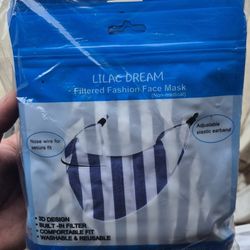 LILAC DREAM
Filtered Fashion Face Mask
(Non-medical)
Adjustable
elastic earband
Nose wire for
secure fit
• 3D DESIGN
• BUILT-IN FILTER
• COMFORTABLE FIT
• WASHABLE & REUSABLE